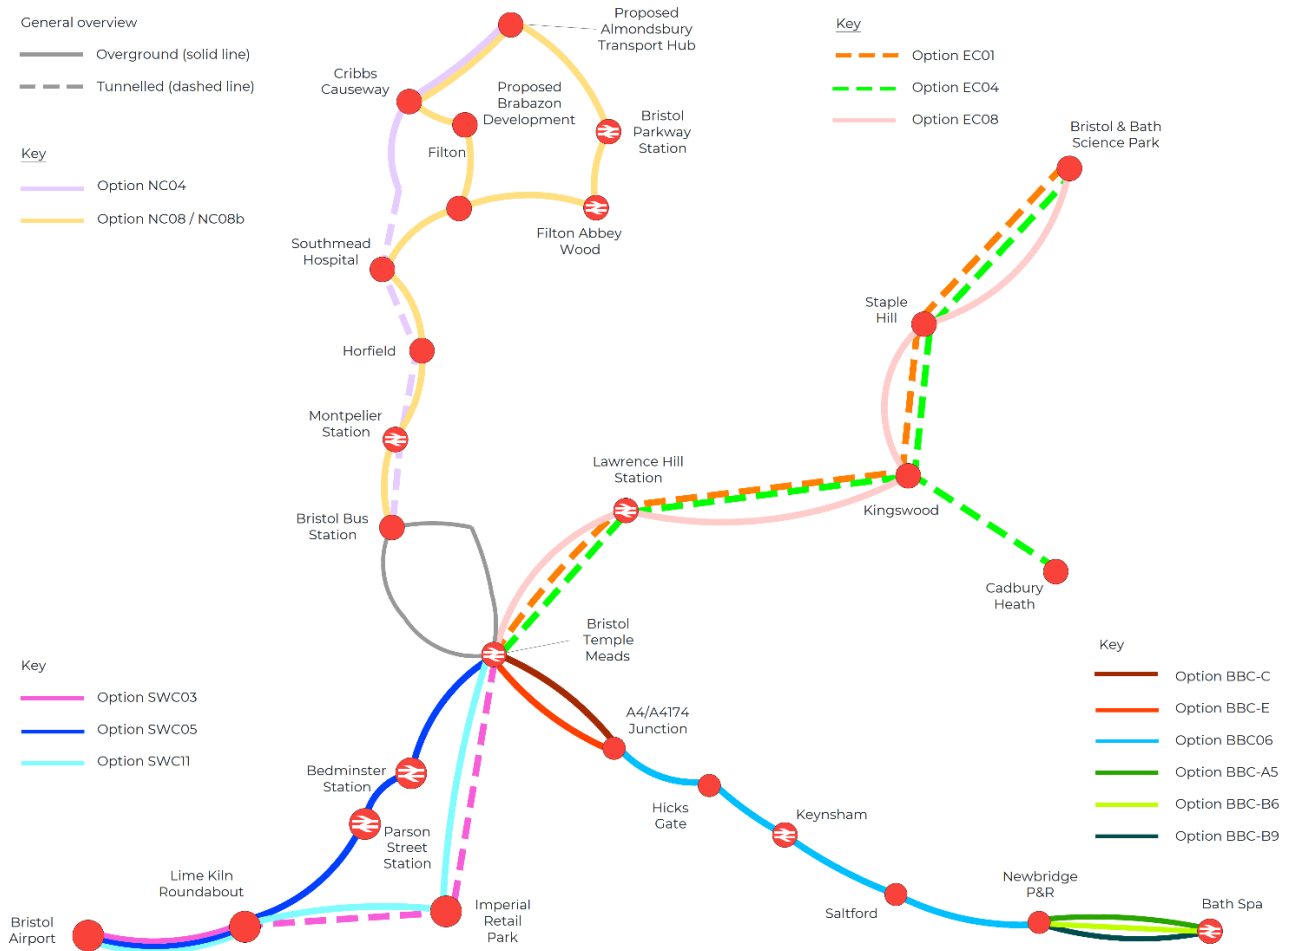 General overview
Overground (solid line)
Tunnelled (dashed line)
Key
Option NC04
Option NC08 / NC08b
Proposed
Almondsbury
Transport Hub
Cribbs
Causeway
Proposed
Brabazon
Development
Filton
Bristol
Parkway
Station
Filton Abbey
Wood
Southmead
Hospital
Horfield
Montpelier
Station
Bristol Bus
Station
Key
Option EC01
Option EC04
Option EC08
Bristol & Bath
Science Park
Staple
Hill
Lawrence Hill
Station
Kingswood
Cadbury
Heath
Bristol
Temple
Meads
Key
Option SWC03
Option SWC05
Option SWC11
Bedminster
Station
Parson
Street
Station
Lime Kiln
Roundabout
Bristol
Airport
Imperial
Retail
Park
A4/A4174
Junction
Hicks
Gate
Keynsham
Saltford
Newbridge
P&R
Bath Spa
Key
Option BBC-C
Option BBC-E
Option BBC06
Option BBC-A5
Option BBC-B6
Option BBC-B9